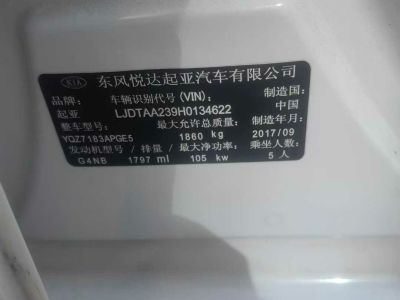 KIA 东风悦达起亚汽车有限公司
品牌: 车辆识别代号(VIN): 制造国:
起亚 LJDTAA239H0134622 中国
整车型号: 最大允许总质量: 制造年月:
YQZ7183APGE5 1860 kg 2017/09
发动机型号/排量/最大净功率: 乘坐人数:
G4NB 1797 ml 105 kw 5人